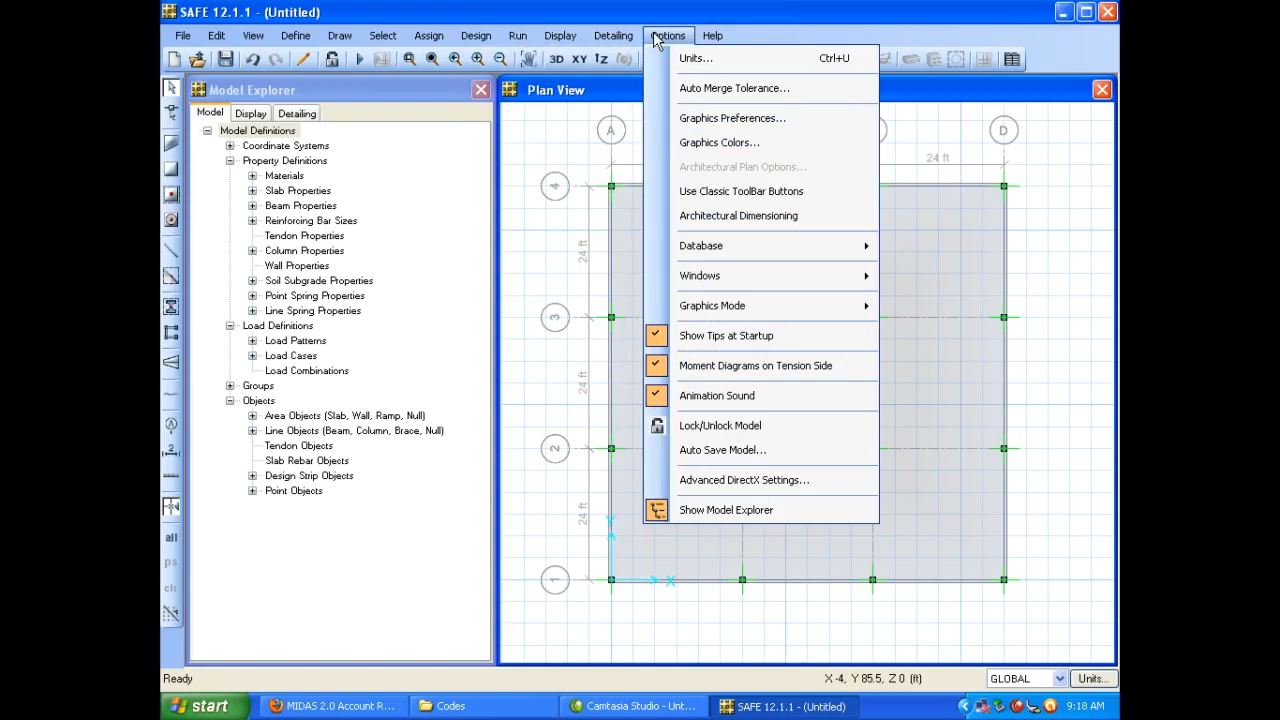 SAFE 12.1.1 - (Untitled)
File Edit View Define Draw Select Assign Design Run Display Detailing Options Help
3D XY
Model Explorer
Model Display Detailing
Model Definitions
Coordinate Systems
Property Definitions
Materials
Slab Properties
Beam Properties
Reinforcing Bar Sizes
Tendon Properties
Column Properties
Wall Properties
Soil Subgrade Properties
Point Spring Properties
Line Spring Properties
Load Definitions
Load Patterns
Load Cases
Load Combinations
Groups
Objects
Area Objects (Slab, Wall, Ramp, Null)
Line Objects (Beam, Column, Brace, Null)
Tendon Objects
Slab Rebar Objects
Design Strip Objects
Point Objects
all
ps
clr
Plan View
A
D
24 ft
4
24 ft
3
24 ft
2
24 ft
1
Y
X
Units... Ctrl+U
Auto Merge Tolerance...
Graphics Preferences...
Graphics Colors...
Architectural Plan Options...
Use Classic ToolBar Buttons
Architectural Dimensioning
Database
Windows
Graphics Mode
Show Tips at Startup
Moment Diagrams on Tension Side
Animation Sound
Lock/Unlock Model
Auto Save Model...
Advanced DirectX Settings...
Show Model Explorer
Ready
X -4, Y 85.5, Z 0 (ft)
GLOBAL
Units...
start
MIDAS 2.0 Account R...
Codes
Camtasia Studio - Unt...
SAFE 12.1.1 - (Untitled)
9:18 AM